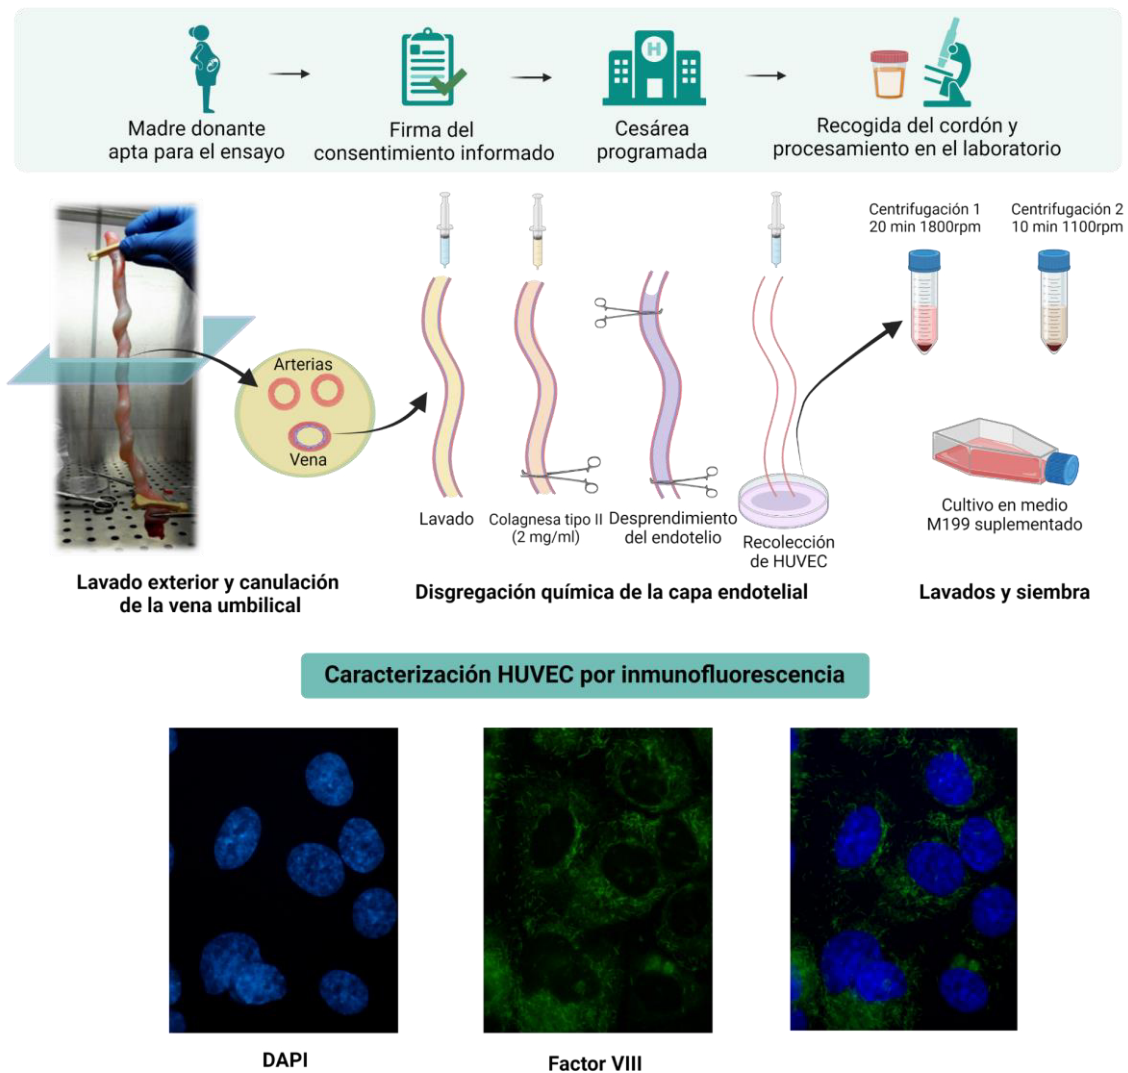 Madre donante
apta para el ensayo
Firma del
consentimiento informado
H
Cesárea
programada
Recogida del cordón y
procesamiento en el laboratorio
Centrifugación 1
20 min 1800rpm
Centrifugación 2
10 min 1100rpm
Arterias
Vena
Lavado
Colagnesa tipo II
(2 mg/ml)
Desprendimiento
del endotelio
Recolección
de HUVEC
Cultivo en medio
M199 suplementado
Lavado exterior y canulación
de la vena umbilical
Disgregación química de la capa endotelial
Lavados y siembra
Caracterización HUVEC por inmunofluorescencia
DAPI
Factor VIII